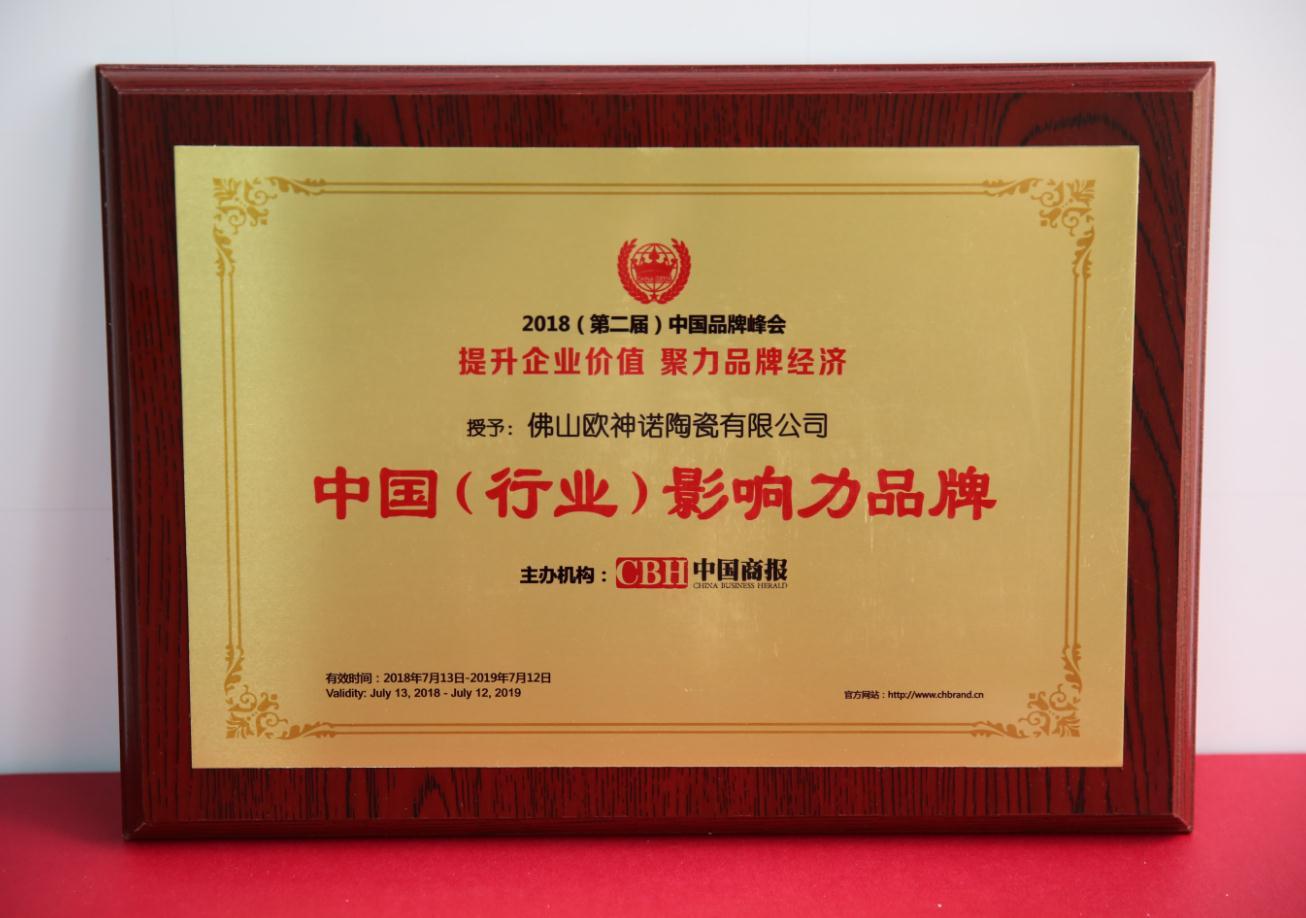 2018（第二届）中国品牌峰会
提升企业价值 聚力品牌经济
授予：佛山欧神诺陶瓷有限公司
中国（行业）影响力品牌
主办机构：CBH 中国商报
CHINA BUSINESS HERALD
有效时间：2018年7月13日-2019年7月12日
Validity: July 13, 2018 - July 12, 2019
官方网站：http://www.chbrand.cn